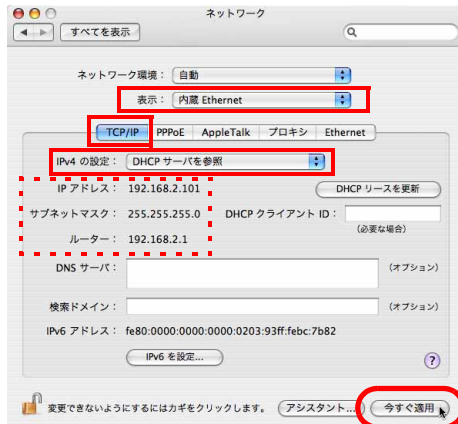 ネットワーク
すべてを表示
ネットワーク環境： 自動
表示： 内蔵 Ethernet
TCP/IP PPPoE AppleTalk プロキシ Ethernet
IPv4 の設定： DHCP サーバを参照
IP アドレス： 192.168.2.101 DHCP リースを更新
サブネットマスク： 255.255.255.0 DHCP クライアント ID：
ルーター： 192.168.2.1 (必要な場合)
DNS サーバ： (オプション)
検索ドメイン： (オプション)
IPv6 アドレス： fe80:0000:0000:0000:0203:93ff:febc:7b82
IPv6 を設定... ?
変更できないようにするにはカギをクリックします。 アシスタント... 今すぐ適用